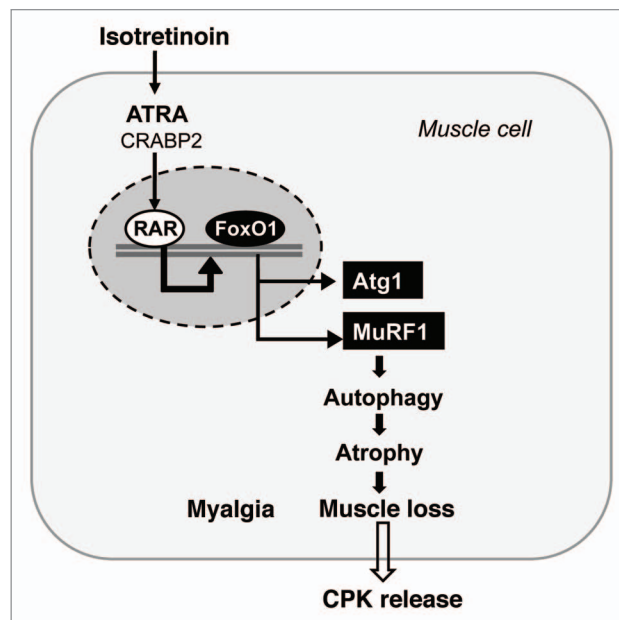 Isotretinoin
ATRA
CRABP2
Muscle cell
RAR
FoxO1
Atg1
MuRF1
Autophagy
Atrophy
Myalgia
Muscle loss
CPK release